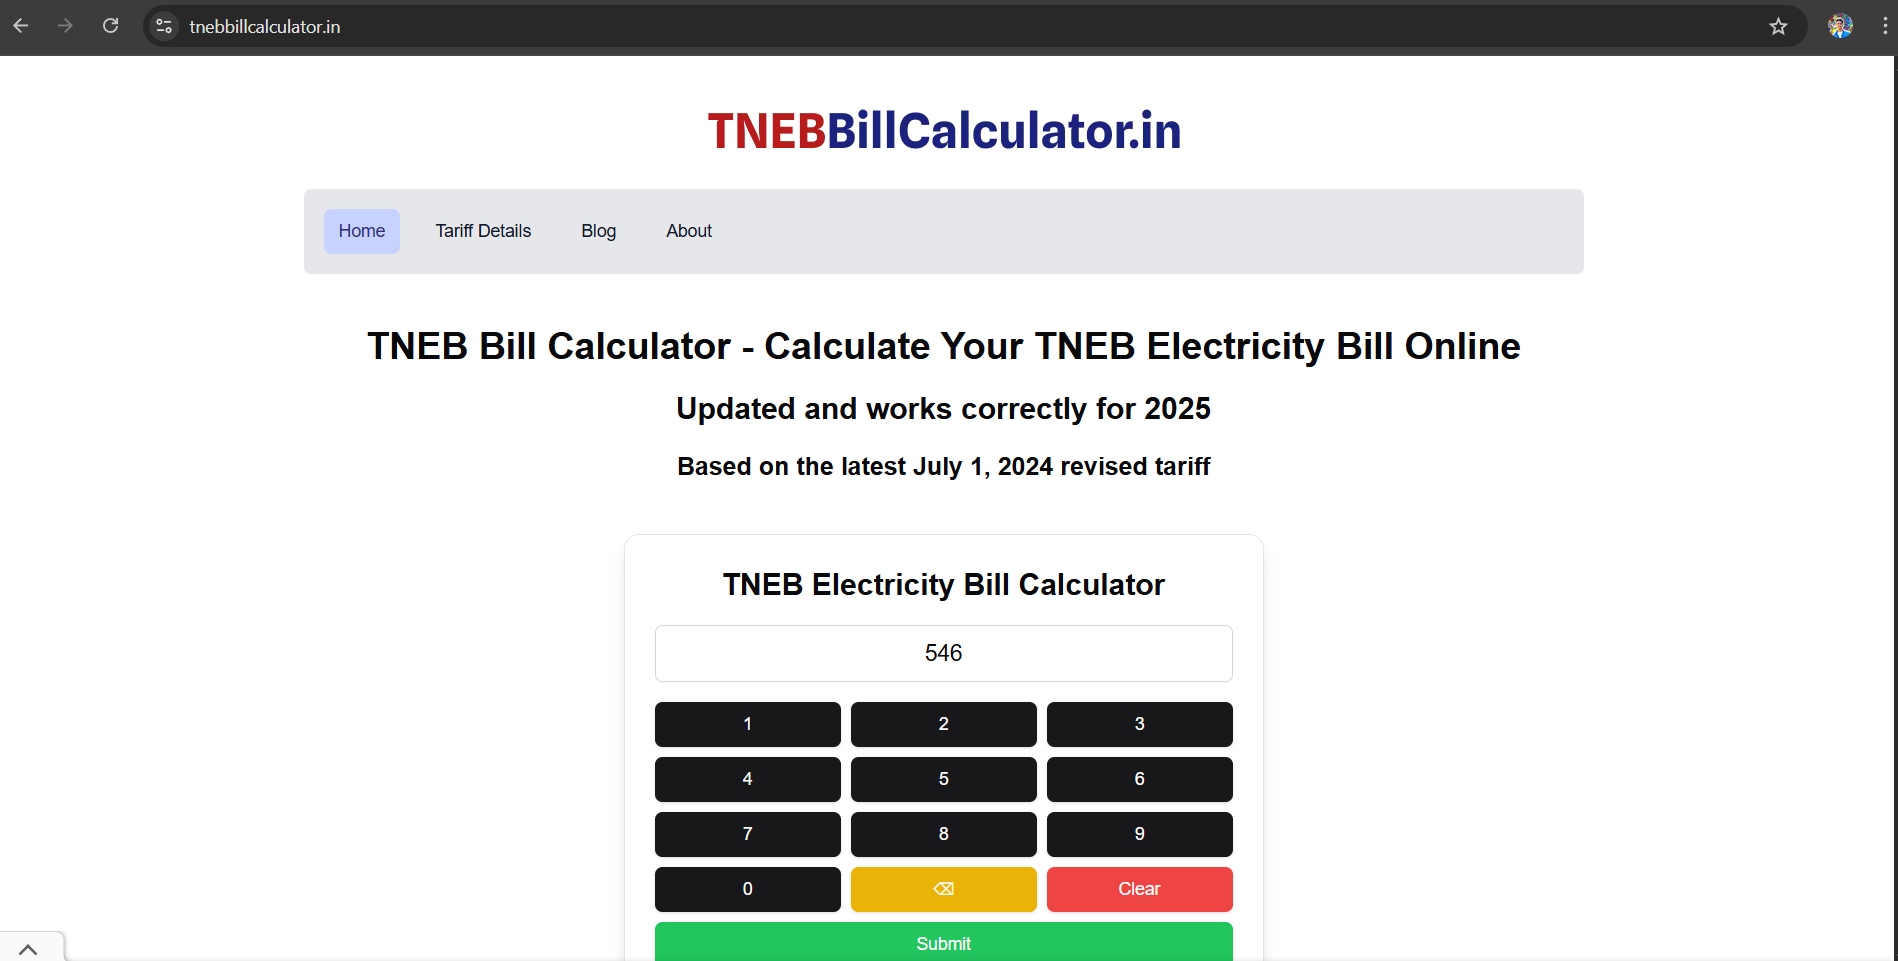 tnebbillcalculator.in
TNEBBillCalculator.in
Home Tariff Details Blog About
TNEB Bill Calculator - Calculate Your TNEB Electricity Bill Online
Updated and works correctly for 2025
Based on the latest July 1, 2024 revised tariff
TNEB Electricity Bill Calculator
546
1 2 3
4 5 6
7 8 9
0 ⌫ Clear
Submit